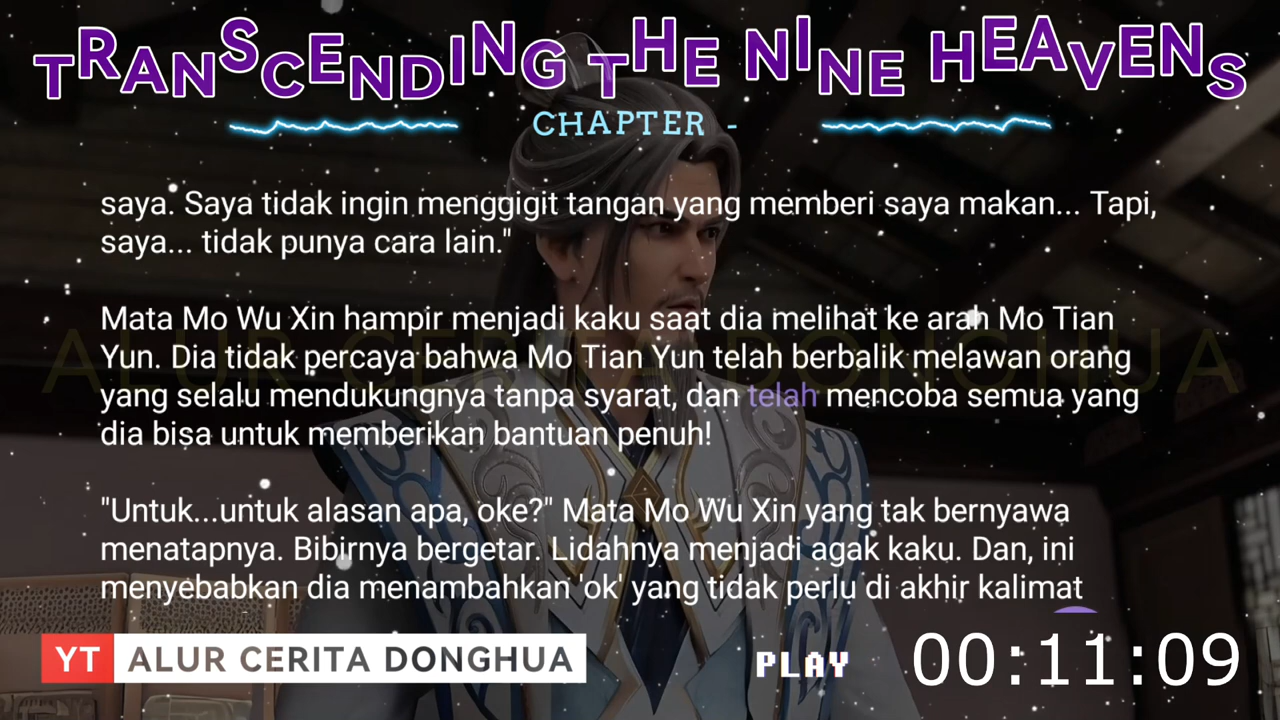 TRANSCENDING THE NINE HEAVENS
CHAPTER -
saya. Saya tidak ingin menggigit tangan yang memberi saya makan... Tapi,
saya... tidak punya cara lain."
Mata Mo Wu Xin hampir menjadi kaku saat dia melihat ke arah Mo Tian
Yun. Dia tidak percaya bahwa Mo Tian Yun telah berbalik melawan orang
yang selalu mendukungnya tanpa syarat, dan telah mencoba semua yang
dia bisa untuk memberikan bantuan penuh!
"Untuk...untuk alasan apa, oke?" Mata Mo Wu Xin yang tak bernyawa
menatapnya. Bibirnya bergetar. Lidahnya menjadi agak kaku. Dan, ini
menyebabkan dia menambahkan 'ok' yang tidak perlu di akhir kalimat
ALUR CERITA DONGHUA
YT ALUR CERITA DONGHUA
PLAY 00:11:09